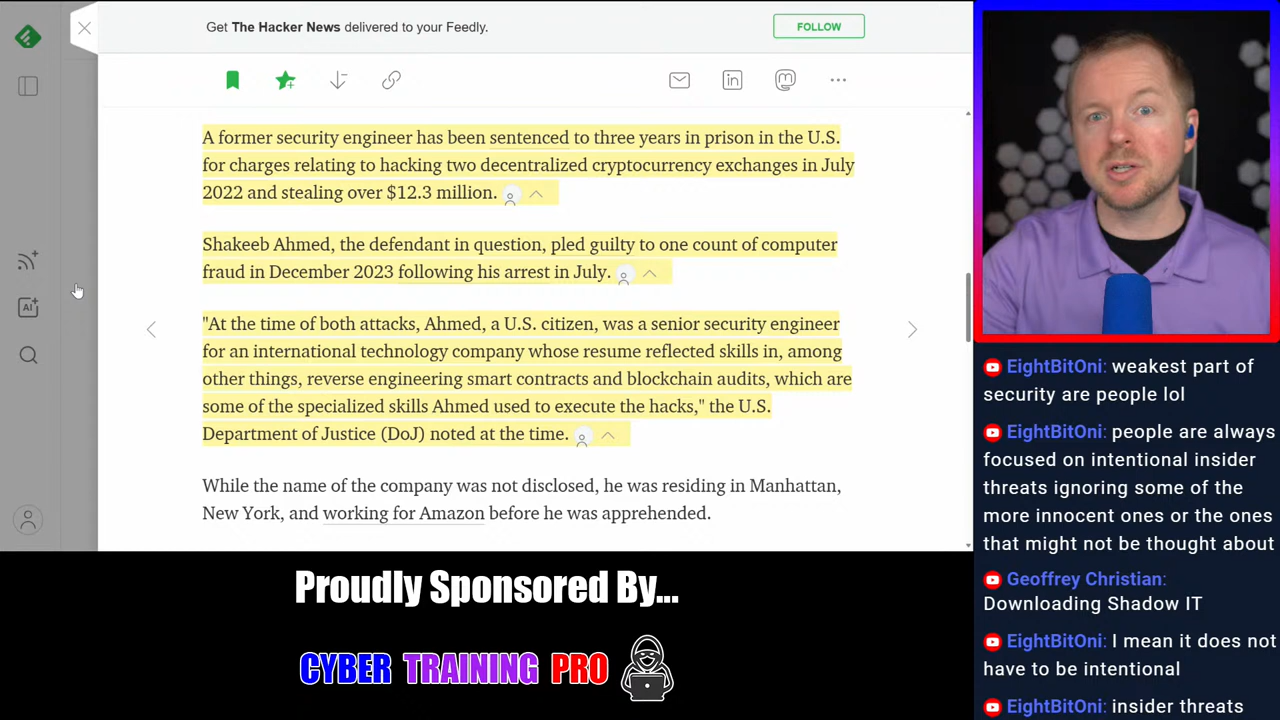 Get The Hacker News delivered to your Feedly.
FOLLOW
A former security engineer has been sentenced to three years in prison in the U.S.
for charges relating to hacking two decentralized cryptocurrency exchanges in July
2022 and stealing over $12.3 million.
Shakeeb Ahmed, the defendant in question, pled guilty to one count of computer
fraud in December 2023 following his arrest in July.
"At the time of both attacks, Ahmed, a U.S. citizen, was a senior security engineer
for an international technology company whose resume reflected skills in, among
other things, reverse engineering smart contracts and blockchain audits, which are
some of the specialized skills Ahmed used to execute the hacks," the U.S.
Department of Justice (DoJ) noted at the time.
While the name of the company was not disclosed, he was residing in Manhattan,
New York, and working for Amazon before he was apprehended.
AI
Proudly Sponsored By...
CYBER TRAINING PRO
EightBitOni: weakest part of
security are people lol
EightBitOni: people are always
focused on intentional insider
threats ignoring some of the
more innocent ones or the ones
that might not be thought about
Geoffrey Christian:
Downloading Shadow IT
EightBitOni: I mean it does not
have to be intentional
EightBitOni: insider threats